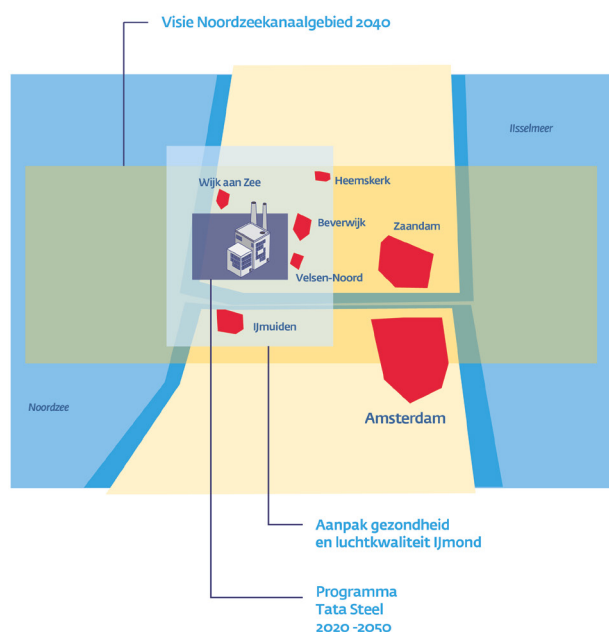 Visie Noordzeekanaalgebied 2040
IJsselmeer
Wijk aan Zee
Heemskerk
Beverwijk
Zaandam
Velsen-Noord
IJmuiden
Noordzee
Amsterdam
Aanpak gezondheid
en luchtkwaliteit IJmond
Programma
Tata Steel
2020 -2050